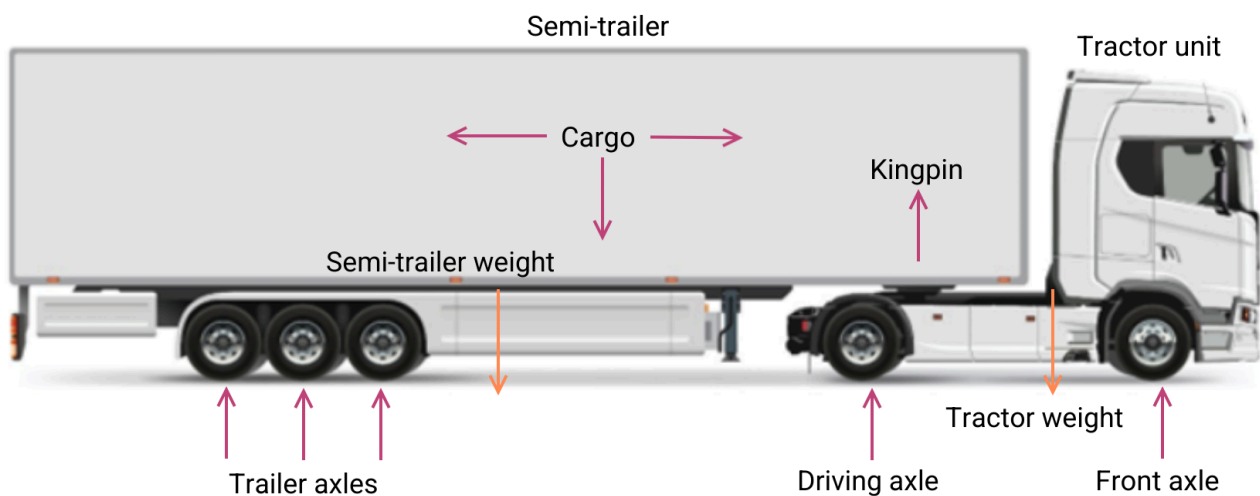 Semi-trailer
Tractor unit
Cargo
Kingpin
Semi-trailer weight
Tractor weight
Trailer axles
Driving axle
Front axle